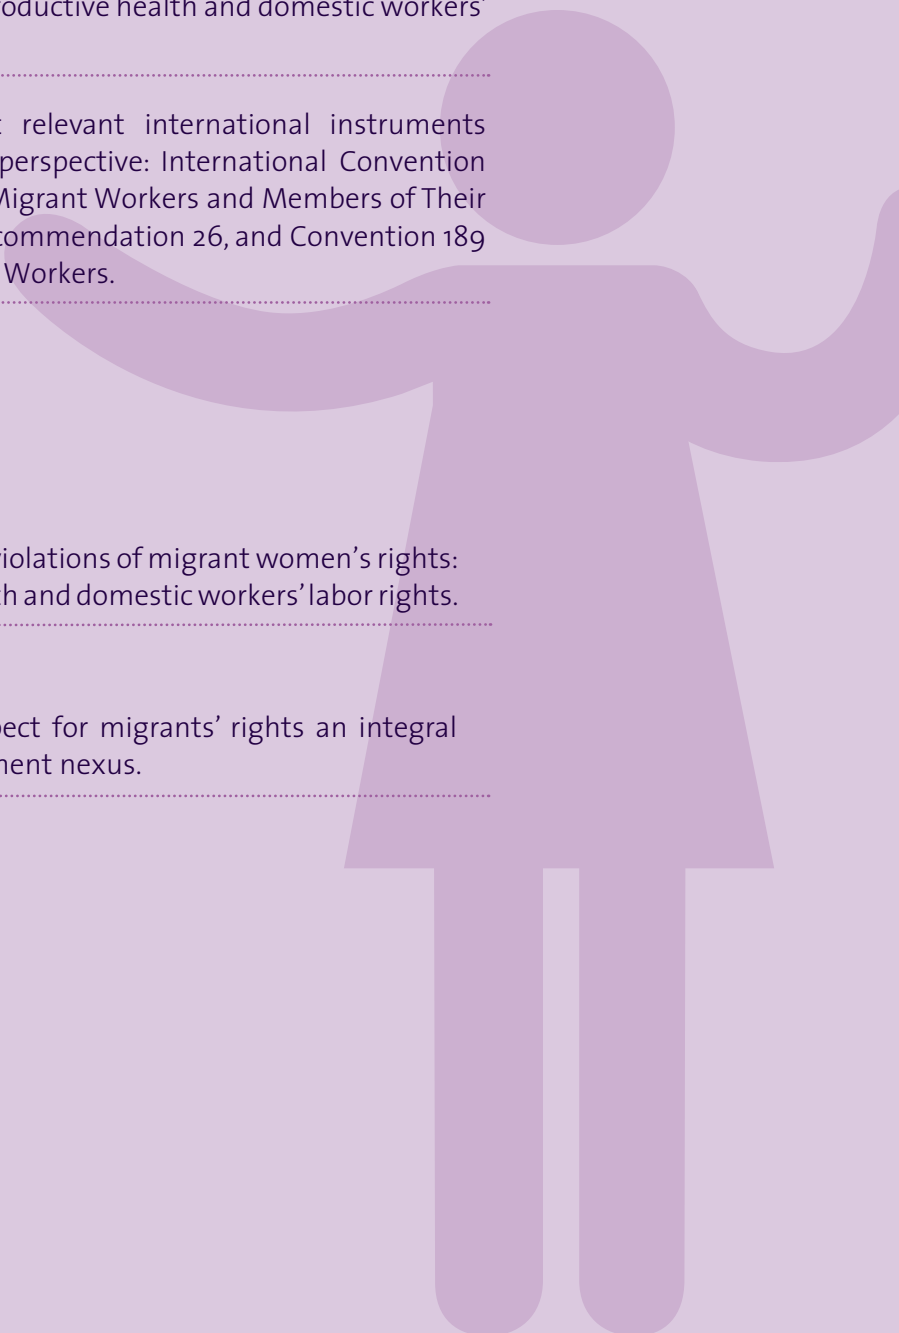 oductive health and domestic workers'
relevant international instruments
perspective: International Convention
Migrant Workers and Members of Their
commendation 26, and Convention 189
Workers.
violations of migrant women's rights:
h and domestic workers' labor rights.
ect for migrants' rights an integral
ment nexus.